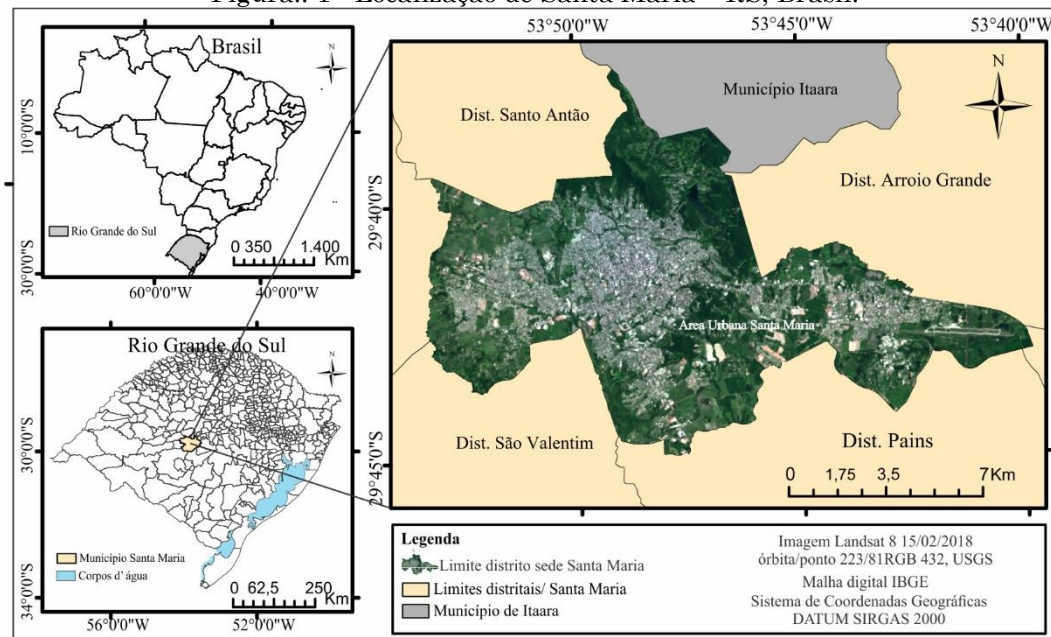 Figura.: 1 - Localização de Santa Maria – RS, Brasil.
Brasil
N
10°0'0"S
30°0'0"S
Rio Grande do Sul
0 350 1.400
Km
60°0'0"W 40°0'0"W
Rio Grande do Sul
N
30°0'0"S
34°0'0"S
Município Santa Maria
Corpos d' água
0 62,5 250
Km
56°0'0"W 52°0'0"W
53°50'0"W 53°45'0"W 53°40'0"W
29°40'0"S
29°45'0"S
Município Itaara
N
Dist. Santo Antão
Dist. Arroio Grande
Área Urbana Santa Maria
Dist. São Valentim
Dist. Pains
0 1,75 3,5 7 Km
Legenda
Limite distrito sede Santa Maria
Limites distritais/ Santa Maria
Município de Itaara
Imagem Landsat 8 15/02/2018
órbita/ponto 223/81RGB 432, USGS
Malha digital IBGE
Sistema de Coordenadas Geográficas
DATUM SIRGAS 2000